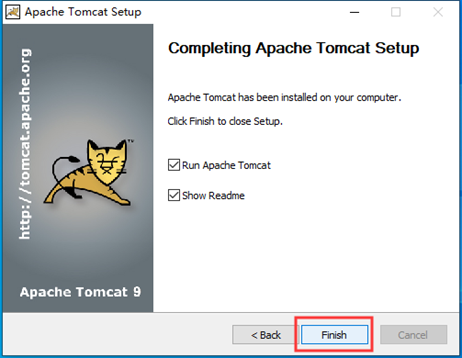 Apache Tomcat Setup
http://tomcat.apache.org
TM
Apache Tomcat 9
Completing Apache Tomcat Setup
Apache Tomcat has been installed on your computer.
Click Finish to close Setup.
Run Apache Tomcat
Show Readme
< Back
Finish
Cancel